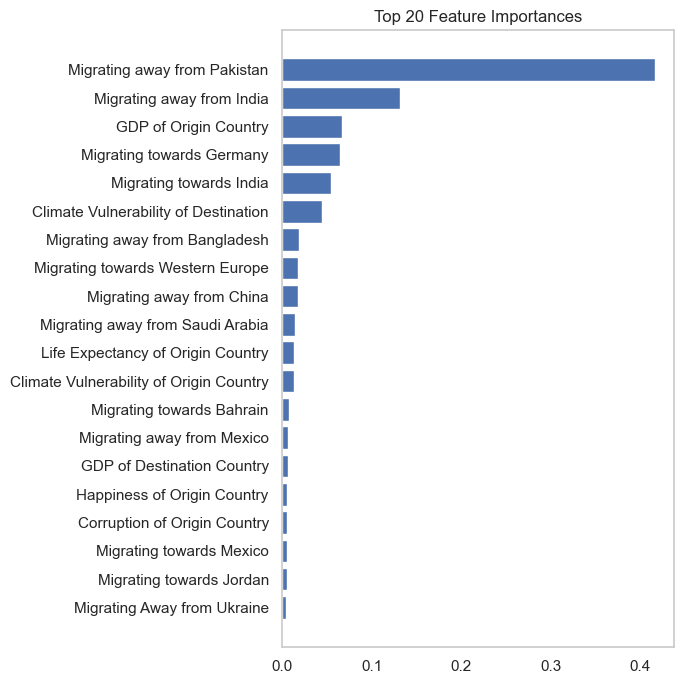 Top 20 Feature Importances
Migrating away from Pakistan
Migrating away from India
GDP of Origin Country
Migrating towards Germany
Migrating towards India
Climate Vulnerability of Destination
Migrating away from Bangladesh
Migrating towards Western Europe
Migrating away from China
Migrating away from Saudi Arabia
Life Expectancy of Origin Country
Climate Vulnerability of Origin Country
Migrating towards Bahrain
Migrating away from Mexico
GDP of Destination Country
Happiness of Origin Country
Corruption of Origin Country
Migrating towards Mexico
Migrating towards Jordan
Migrating Away from Ukraine
0.0 0.1 0.2 0.3 0.4